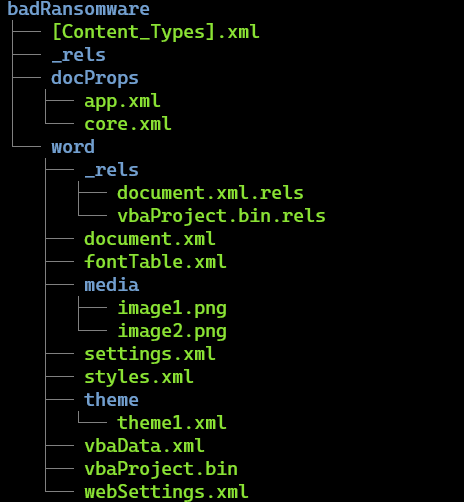 badRansomware
[Content_Types].xml
_rels
docProps
app.xml
core.xml
word
_rels
document.xml.rels
vbaProject.bin.rels
document.xml
fontTable.xml
media
image1.png
image2.png
settings.xml
styles.xml
theme
theme1.xml
vbaData.xml
vbaProject.bin
webSettings.xml